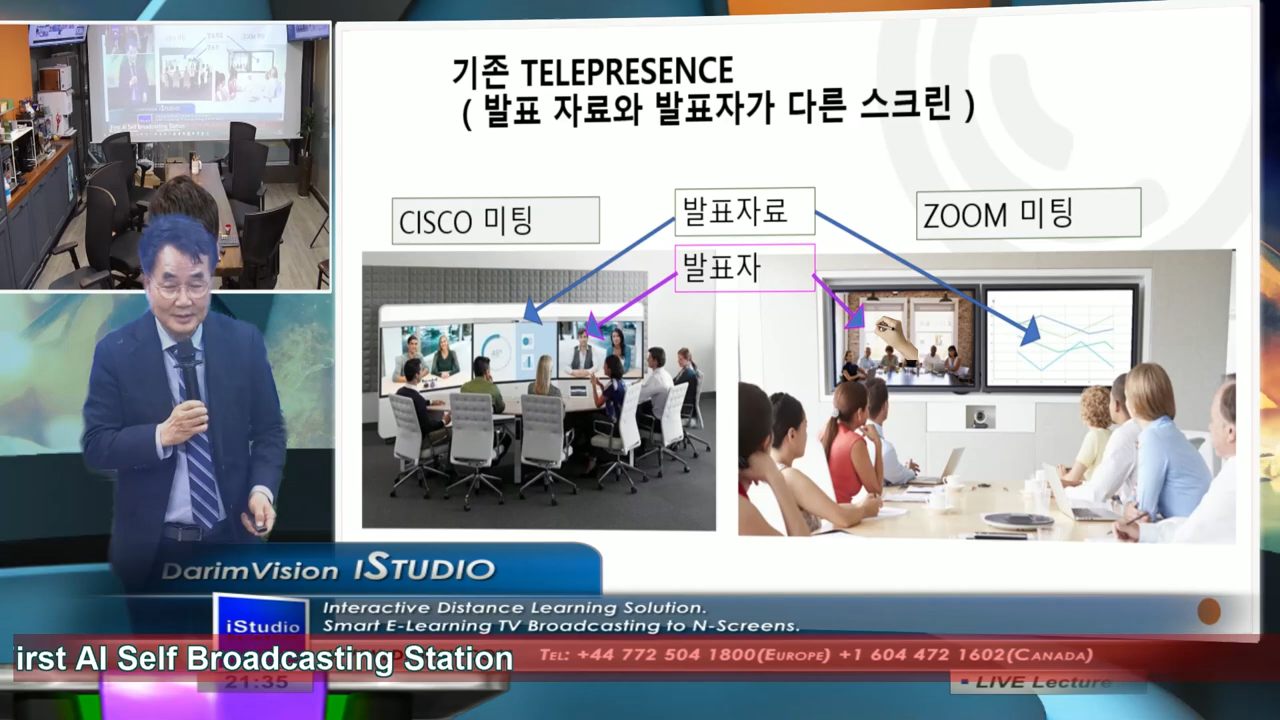 기존 TELEPRESENCE
( 발표 자료와 발표자가 다른 스크린 )
CISCO 미팅
발표자료
ZOOM 미팅
발표자
DarimVision iSTUDIO
iStudio
Interactive Distance Learning Solution.
Smart E-Learning TV Broadcasting to N-Screens.
irst AI Self Broadcasting Station
TEL: +44 772 504 1800(EUROPE) +1 604 472 1602(CANADA)
21:35
LIVE Lecture